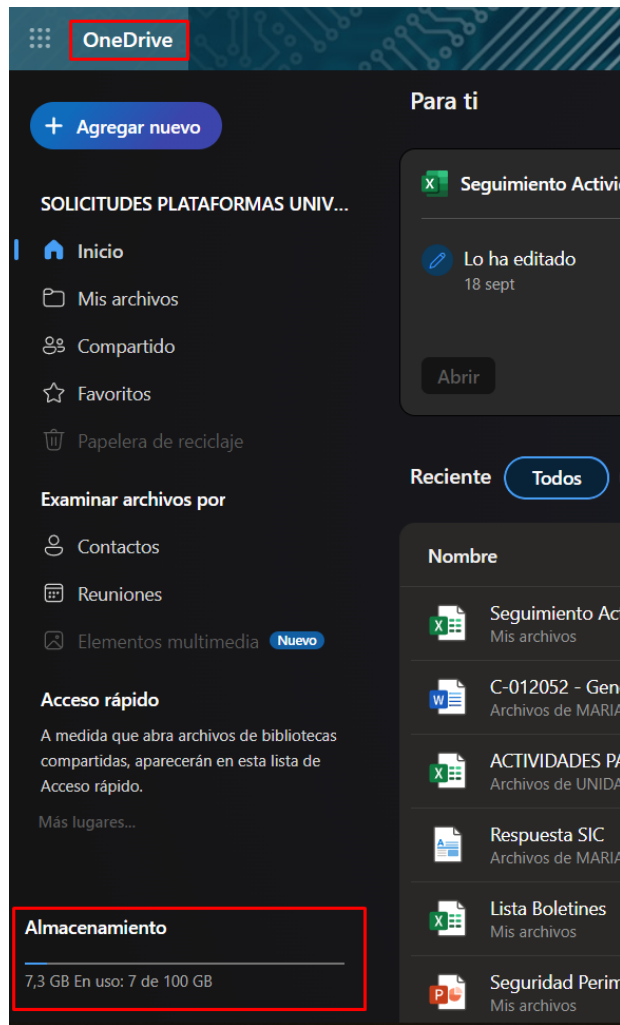 OneDrive
Agregar nuevo
SOLICITUDES PLATAFORMAS UNIV...
Inicio
Mis archivos
Compartido
Favoritos
Papelera de reciclaje
Examinar archivos por
Contactos
Reuniones
Elementos multimedia Nuevo
Acceso rápido
A medida que abra archivos de bibliotecas
compartidas, aparecerán en esta lista de
Acceso rápido.
Más lugares...
Almacenamiento
7,3 GB En uso: 7 de 100 GB
Para ti
Seguimiento Activi
Lo ha editado
18 sept
Abrir
Reciente Todos
Nombre
Seguimiento Ac
Mis archivos
C-012052 - Gen
Archivos de MARIA
ACTIVIDADES PA
Archivos de UNIDA
Respuesta SIC
Archivos de MARIA
Lista Boletines
Mis archivos
Seguridad Perim
Mis archivos